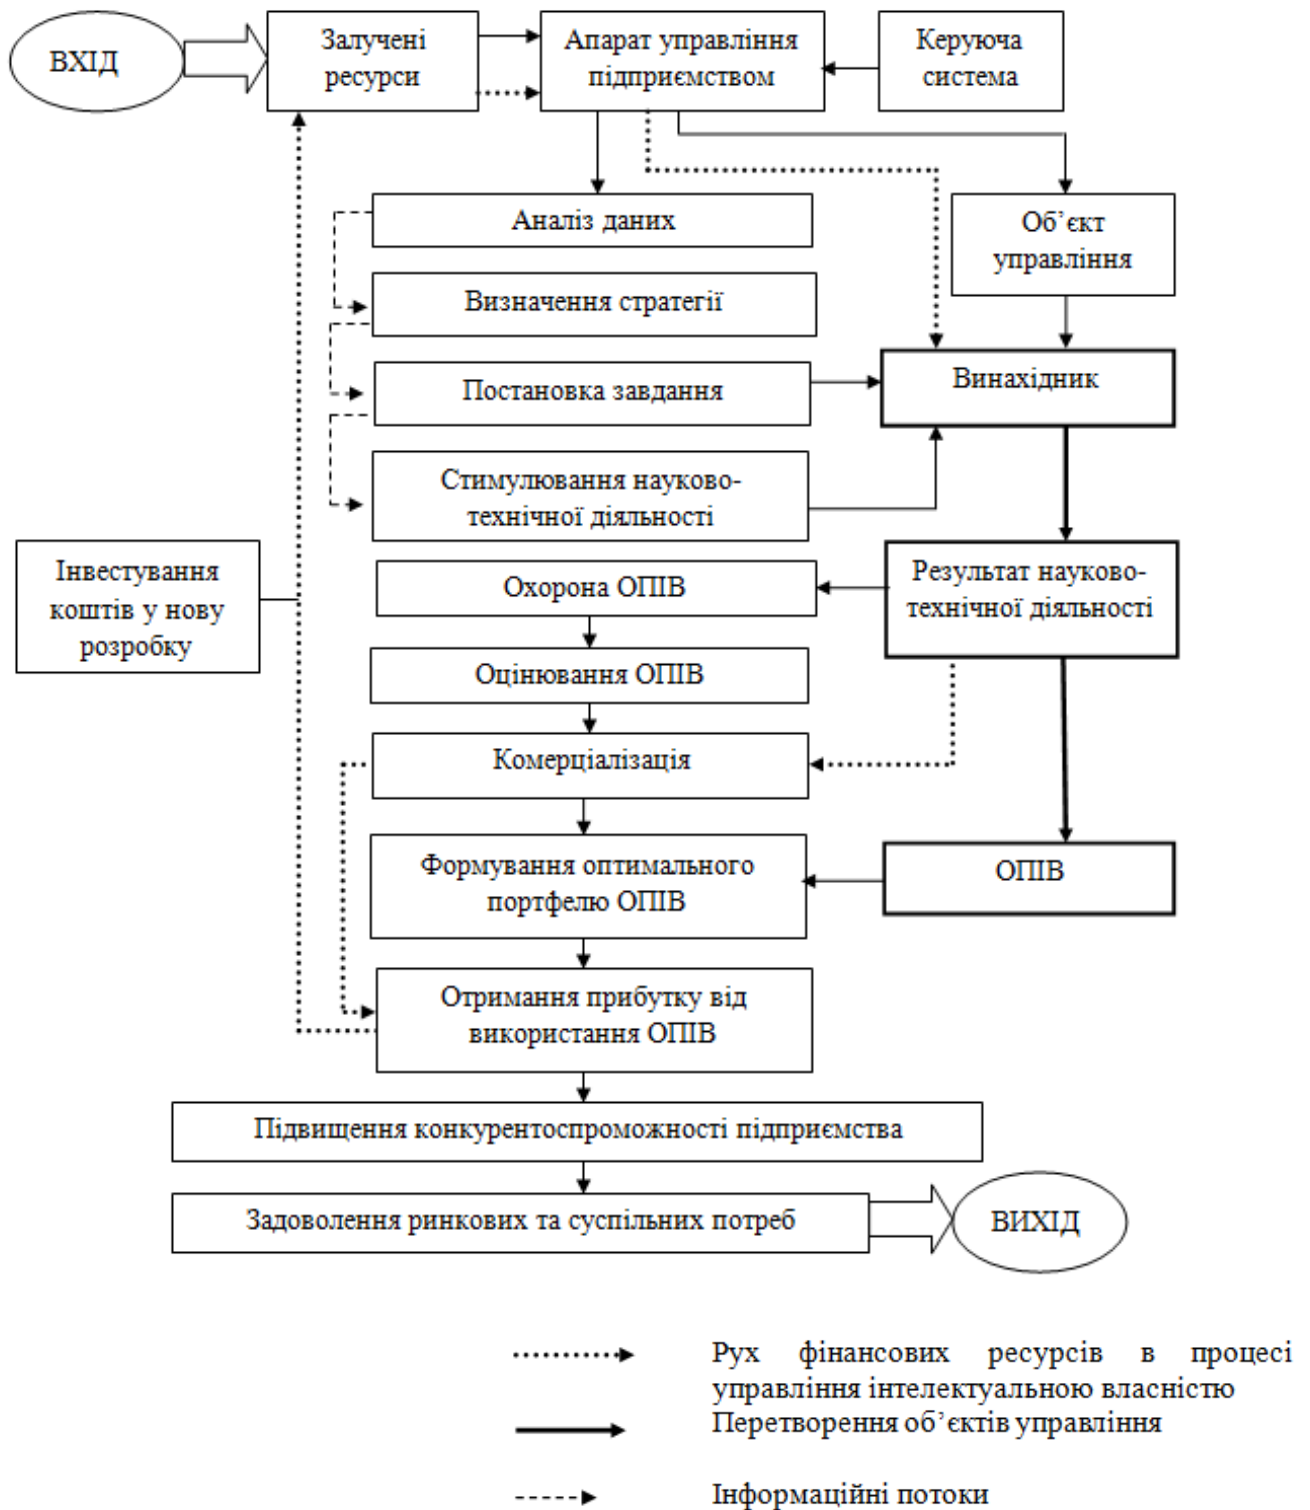 ВХІД
Залучені
ресурси
Апарат управління
підприємством
Керуюча
система
Аналіз даних
Об’єкт
управління
Визначення стратегії
Постановка завдання
Винахідник
Стимулювання науково-
технічної діяльності
Інвестування
коштів у нову
розробку
Охорона ОПІВ
Результат науково-
технічної діяльності
Оцінювання ОПІВ
Комерціалізація
Формування оптимального
портфелю ОПІВ
ОПІВ
Отримання прибутку від
використання ОПІВ
Підвищення конкурентоспроможності підприємства
Задоволення ринкових та суспільних потреб
ВИХІД
Рух фінансових ресурсів в процесі
управління інтелектуальною власністю
Перетворення об’єктів управління
Інформаційні потоки